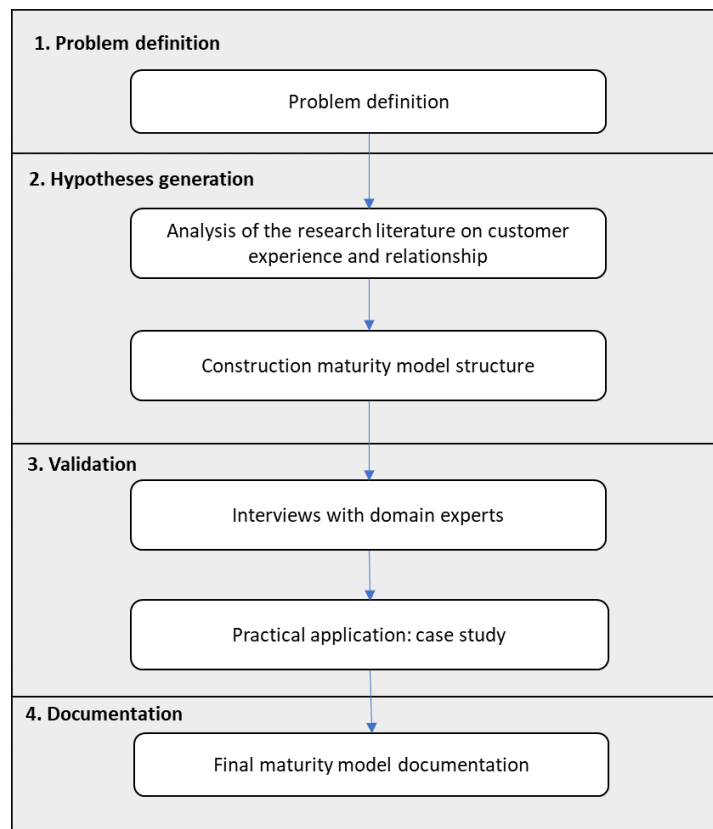 1. Problem definition
Problem definition
2. Hypotheses generation
Analysis of the research literature on customer
experience and relationship
Construction maturity model structure
3. Validation
Interviews with domain experts
Practical application: case study
4. Documentation
Final maturity model documentation